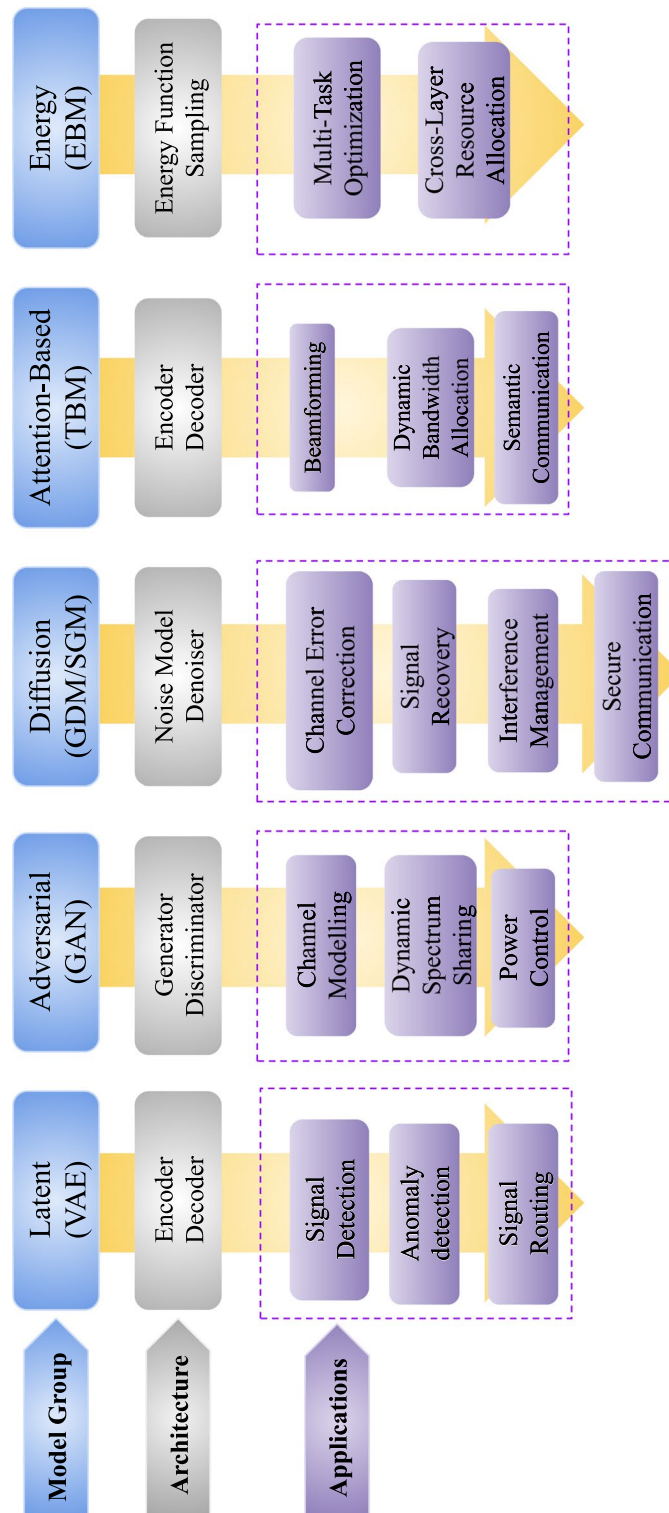 Model Group
Latent
(VAE)
Adversarial
(GAN)
Diffusion
(GDM/SGM)
Attention-Based
(TBM)
Energy
(EBM)
Architecture
Encoder
Decoder
Generator
Discriminator
Noise Model
Denoiser
Encoder
Decoder
Energy Function
Sampling
Applications
Signal
Detection
Anomaly
detection
Signal
Routing
Channel
Modelling
Dynamic
Spectrum
Sharing
Power
Control
Channel Error
Correction
Signal
Recovery
Interference
Management
Secure
Communication
Beamforming
Dynamic
Bandwidth
Allocation
Semantic
Communication
Multi-Task
Optimization
Cross-Layer
Resource
Allocation